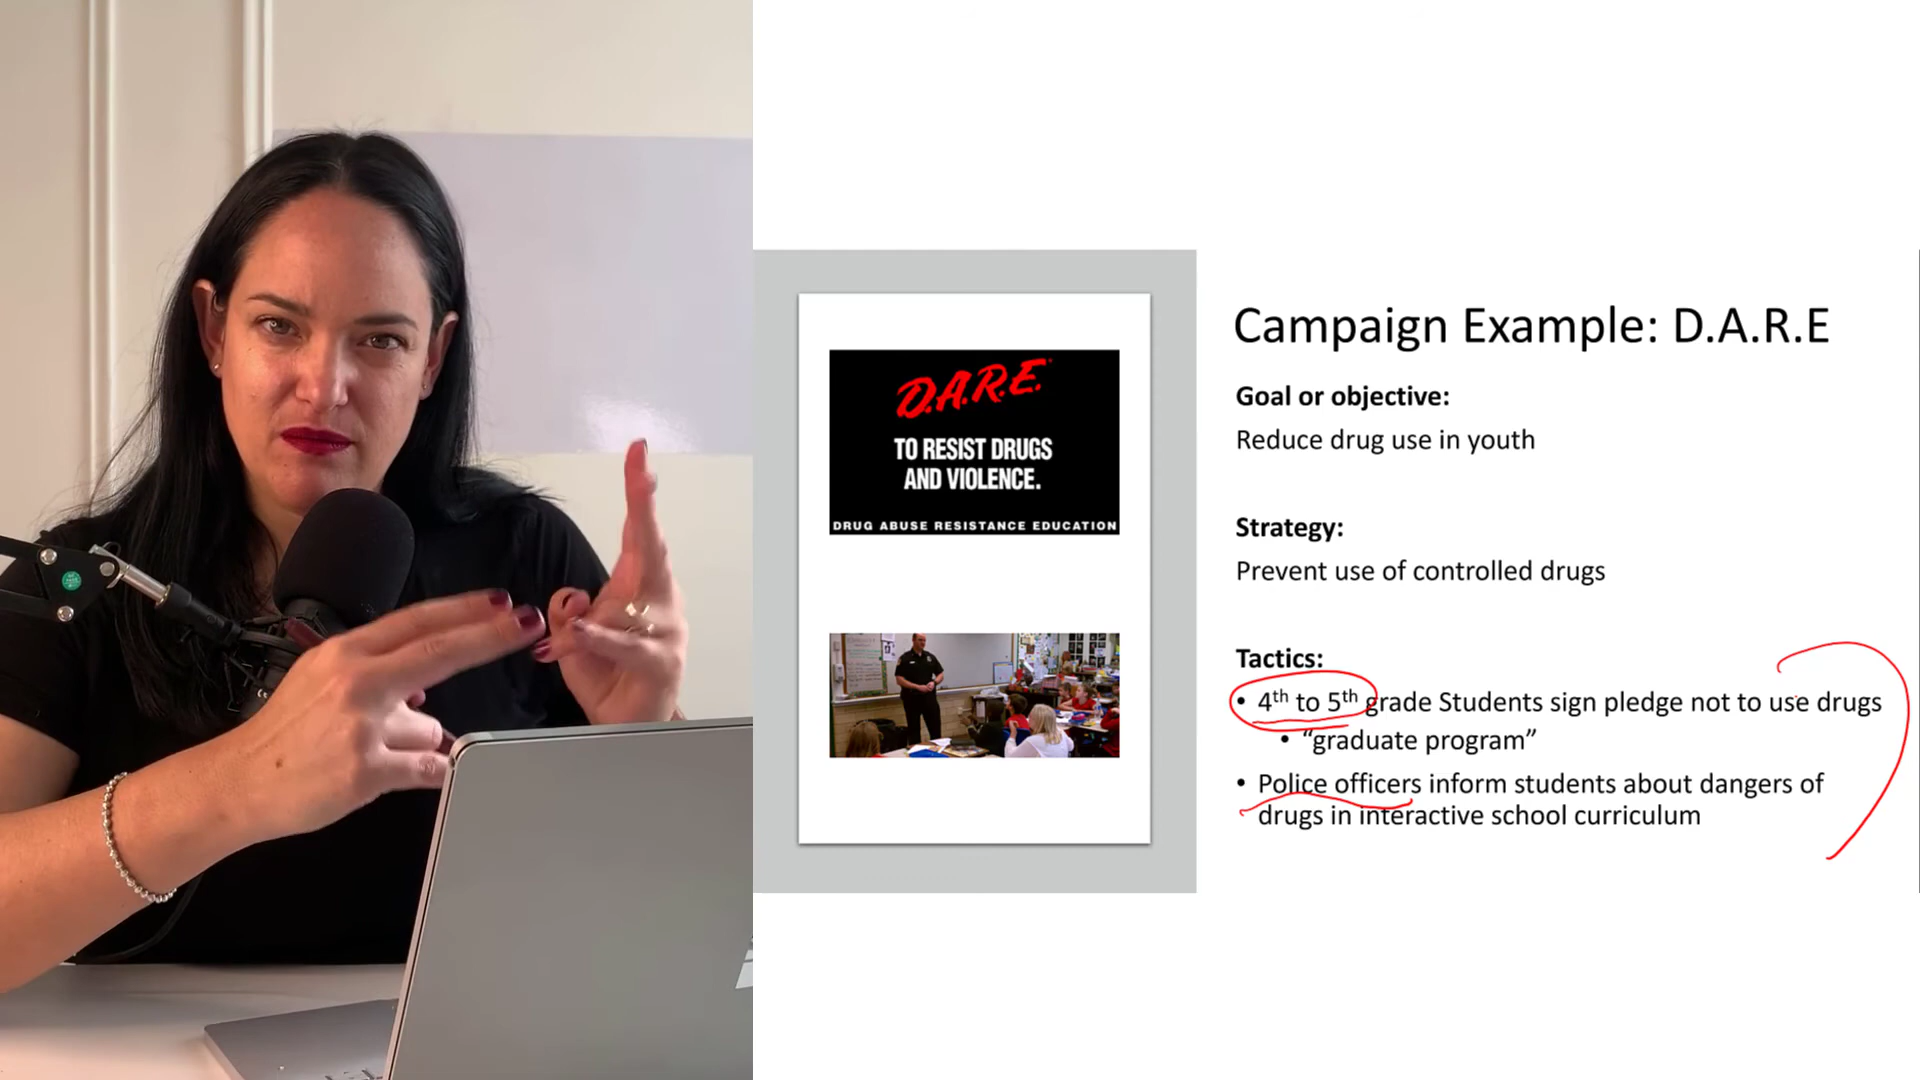 D.A.R.E.
TO RESIST DRUGS
AND VIOLENCE.
DRUG ABUSE RESISTANCE EDUCATION
Campaign Example: D.A.R.E
Goal or objective:
Reduce drug use in youth
Strategy:
Prevent use of controlled drugs
Tactics:
• 4th to 5th grade Students sign pledge not to use drugs
• “graduate program”
• Police officers inform students about dangers of
drugs in interactive school curriculum